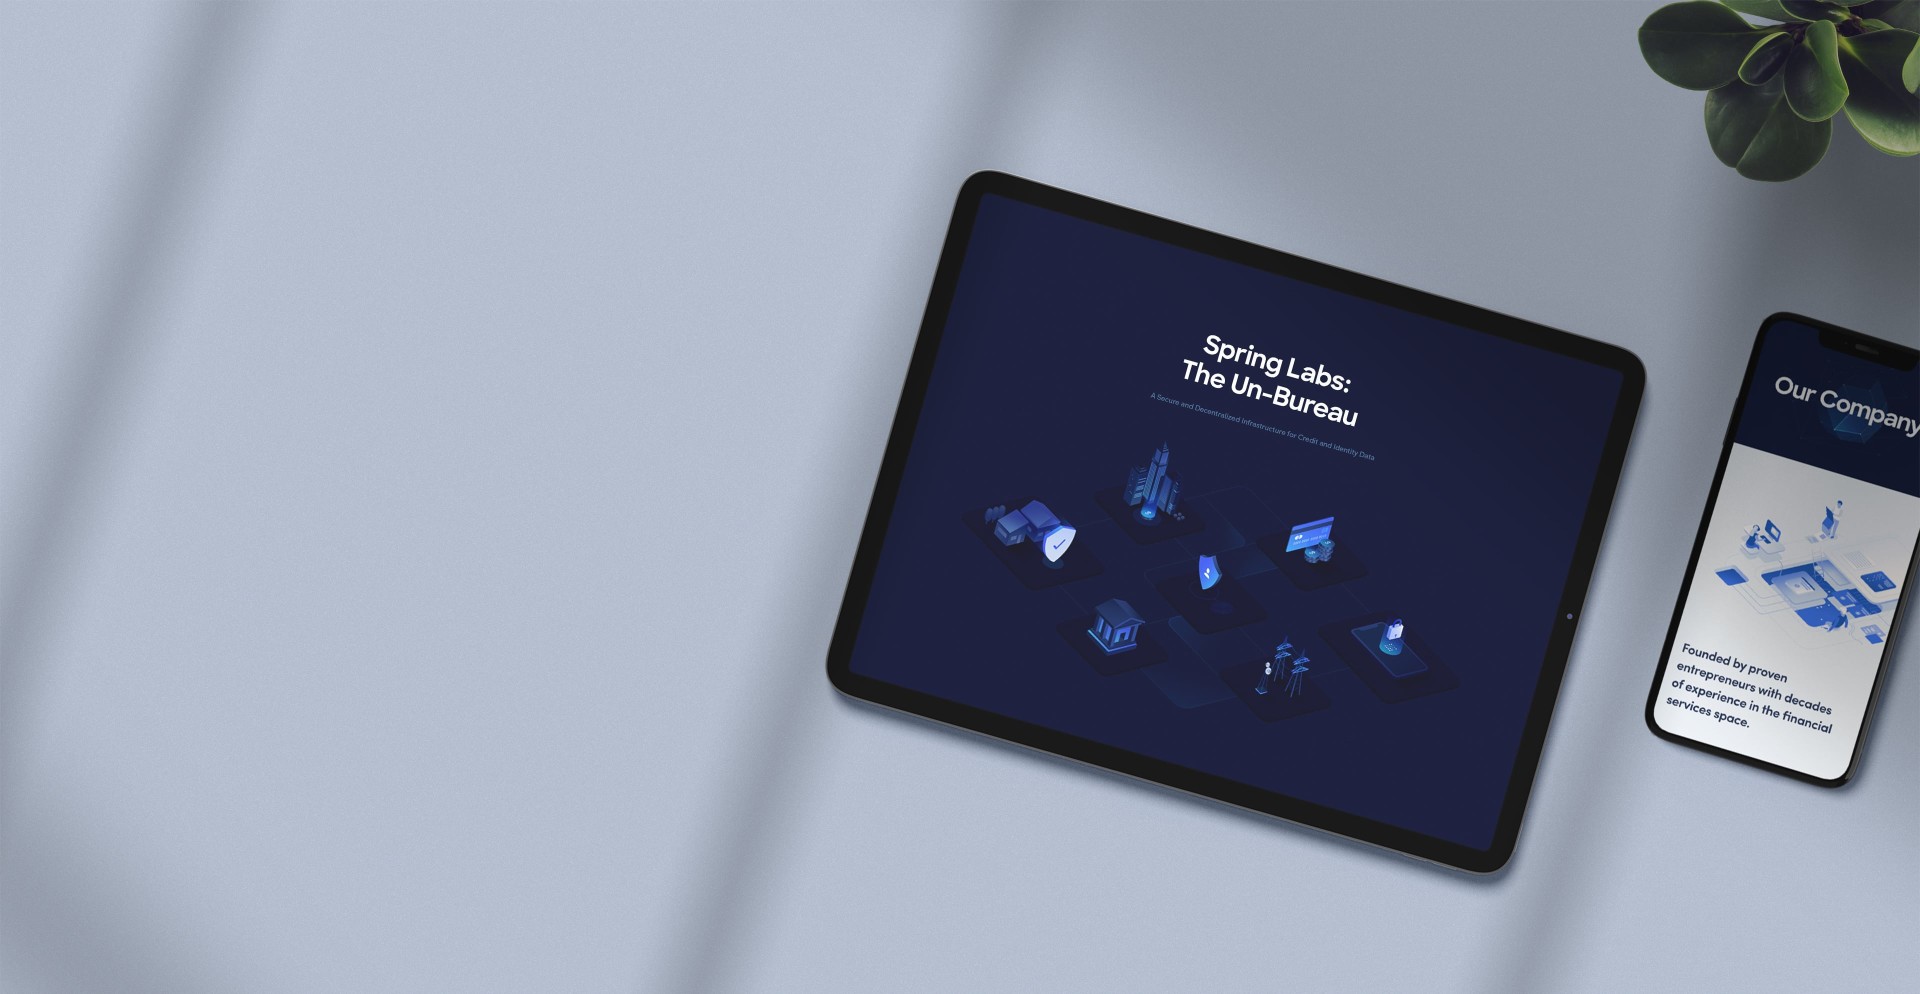 Spring Labs:
The Un-Bureau
A Secure and Decentralized Infrastructure for Credit and Identity Data
Our Company
Founded by proven
entrepreneurs with decades
of experience in the financial
services space.